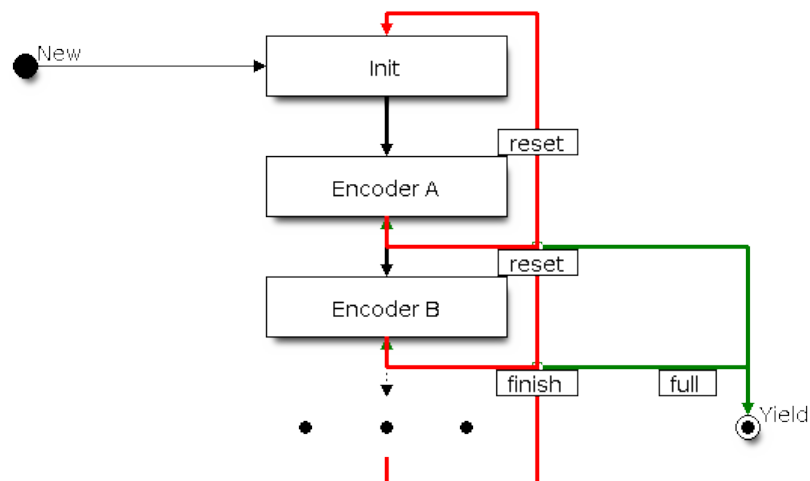 New
Init
reset
Encoder A
reset
Encoder B
finish
full
Yield